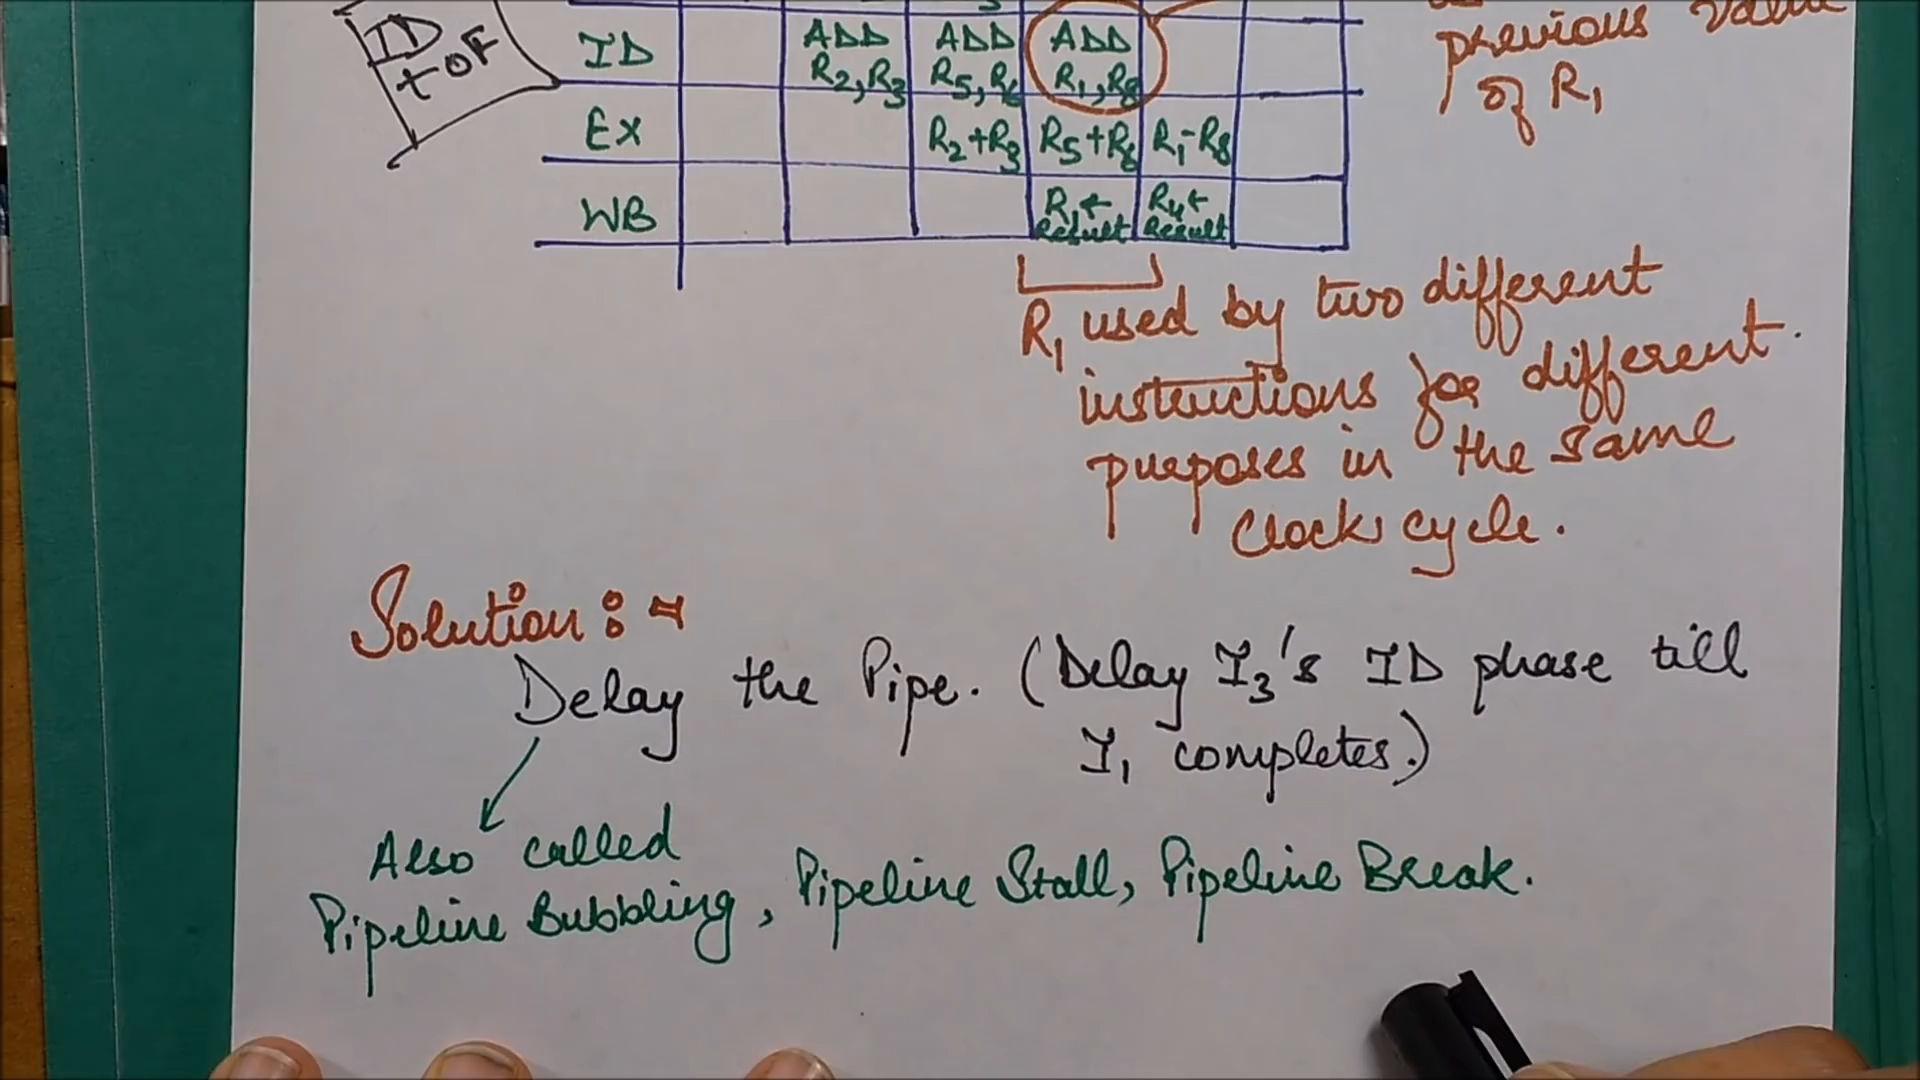 ID
+ OF
ID ADD ADD ADD
R2,R3 R5,R6 R1,R8
Ex R2+R3 R5+R6 R1-R8
WB R1← R4←
Result Result
previous value
of R1
R1 used by two different
instructions for different
purposes in the same
clock cycle.
Solution:-
Delay the Pipe. (Delay I3's ID phase till
I1 completes.)
Also called
Pipeline Bubbling, Pipeline Stall, Pipeline Break.